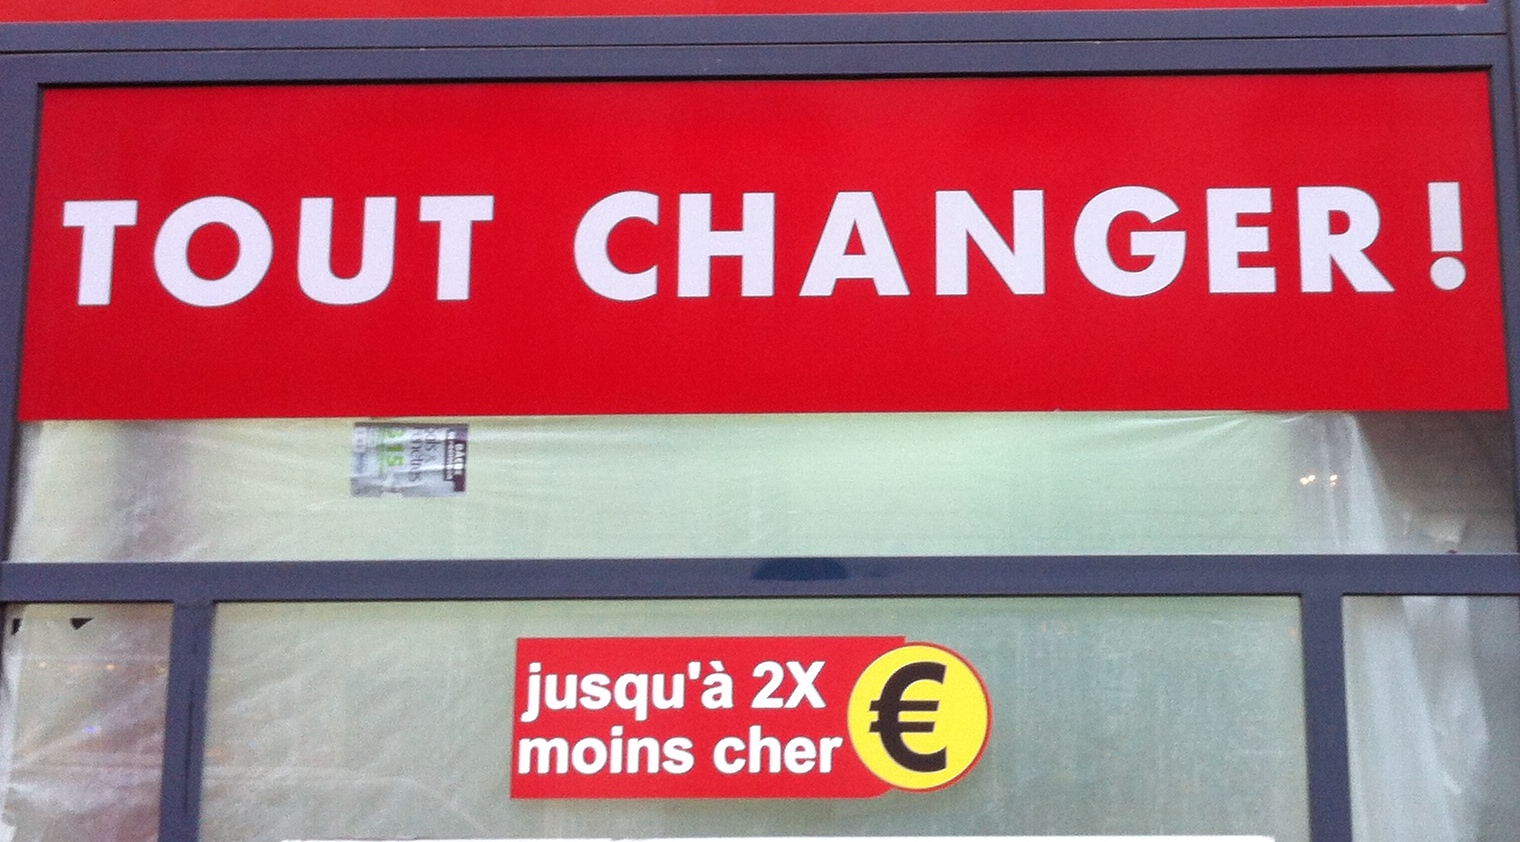 TOUT CHANGER!
jusqu'à 2X
moins cher
€